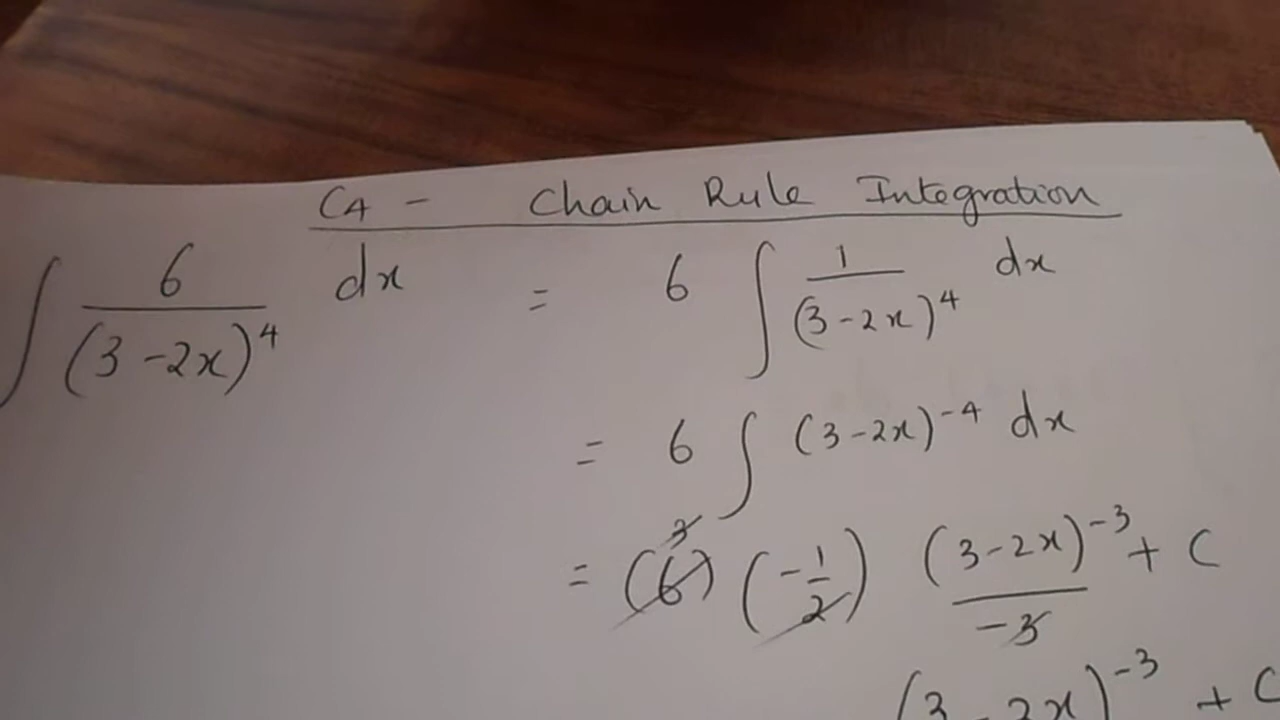 C4 - Chain Rule Integration
∫ 6/(3-2x)^4 dx = 6 ∫ 1/(3-2x)^4 dx
= 6 ∫ (3-2x)^-4 dx
3
= (6) (-1/2) (3-2x)^-3/-3 + C
(3-2x)^-3 + C